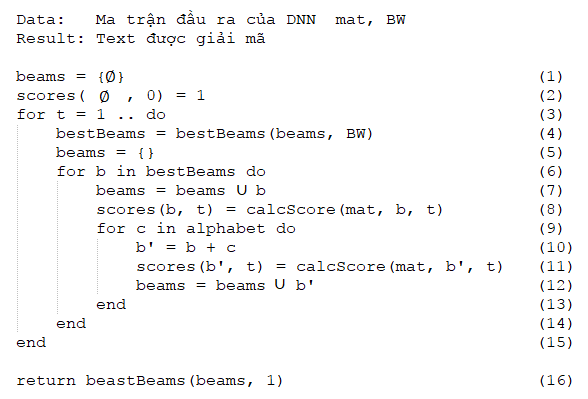 Data:   Ma trận đầu ra của DNN  mat, BW
Result: Text được giải mã
beams = {Ø}                                         (1)
scores( Ø , 0) = 1                                  (2)
for t = 1 .. do                                     (3)
    bestBeams = bestBeams(beams, BW)                (4)
    beams = {}                                      (5)
    for b in bestBeams do                           (6)
        beams = beams U b                           (7)
        scores(b, t) = calcScore(mat, b, t)         (8)
        for c in alphabet do                        (9)
            b' = b + c                              (10)
            scores(b', t) = calcScore(mat, b', t)   (11)
            beams = beams U b'                      (12)
        end                                         (13)
    end                                             (14)
end                                                 (15)
return beastBeams(beams, 1)                         (16)